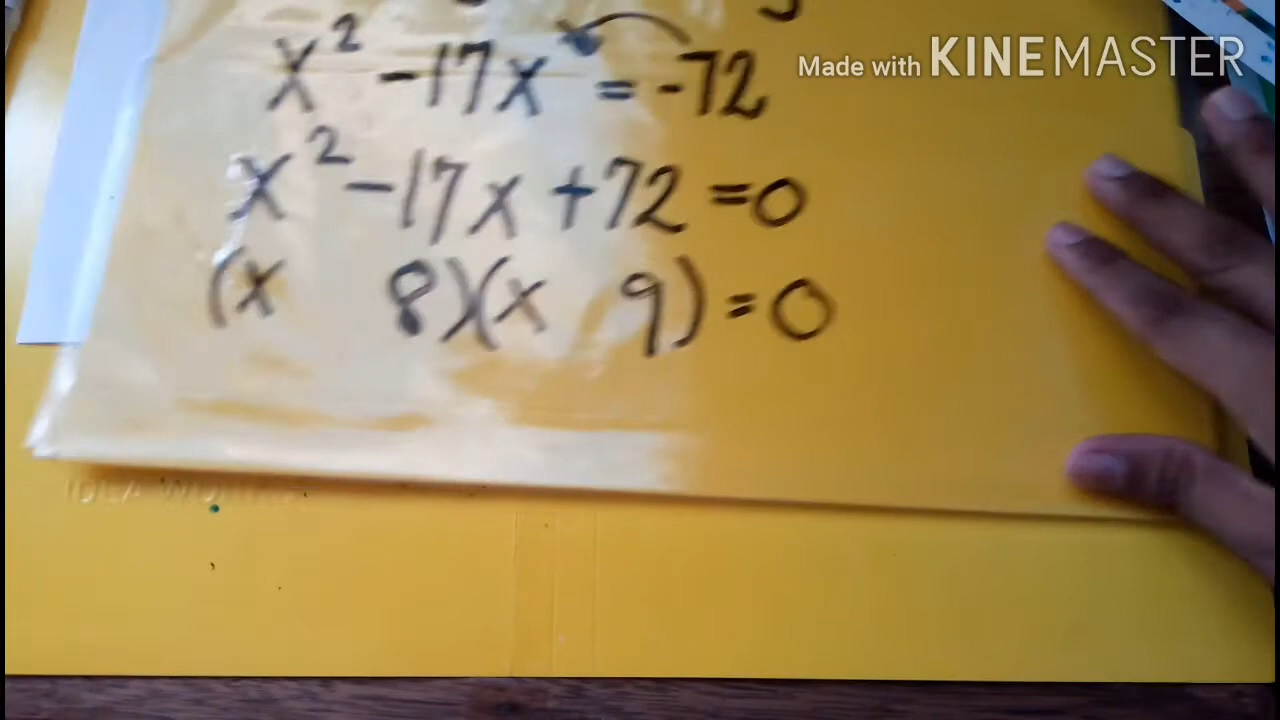 Made with KINEMASTER
x² -17x = -72
x² -17x +72 =0
(x 8)(x 9) = 0